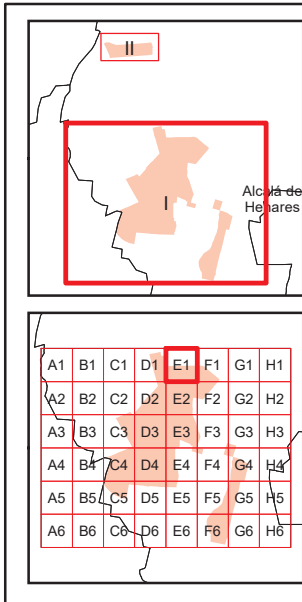 II
I
Alcalá de
Henares
A1 B1 C1 D1 E1 F1 G1 H1
A2 B2 C2 D2 E2 F2 G2 H2
A3 B3 C3 D3 E3 F3 G3 H3
A4 B4 C4 D4 E4 F4 G4 H4
A5 B5 C5 D5 E5 F5 G5 H5
A6 B6 C6 D6 E6 F6 G6 H6